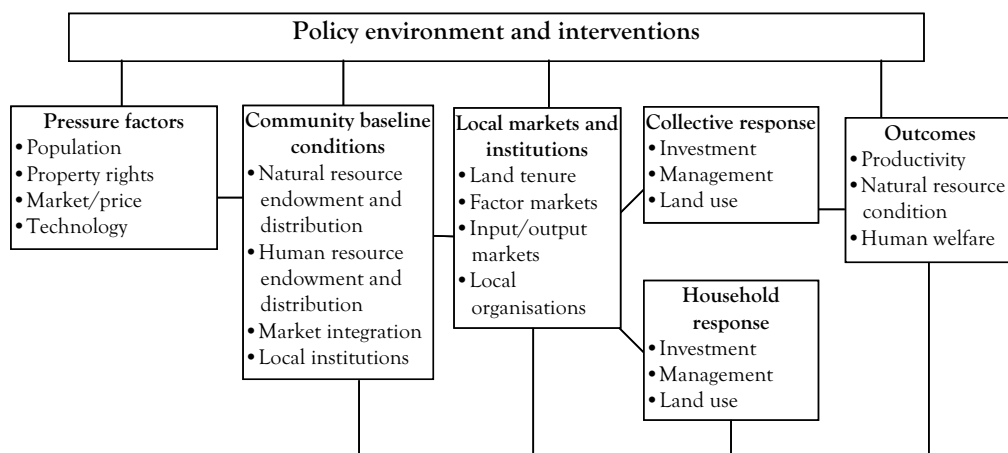 Policy environment and interventions
Pressure factors
• Population
• Property rights
• Market/price
• Technology
Community baseline
conditions
• Natural resource
endowment and
distribution
• Human resource
endowment and
distribution
• Market integration
• Local institutions
Local markets and
institutions
• Land tenure
• Factor markets
• Input/output
markets
• Local
organisations
Collective response
• Investment
• Management
• Land use
Household
response
• Investment
• Management
• Land use
Outcomes
• Productivity
• Natural resource
condition
• Human welfare